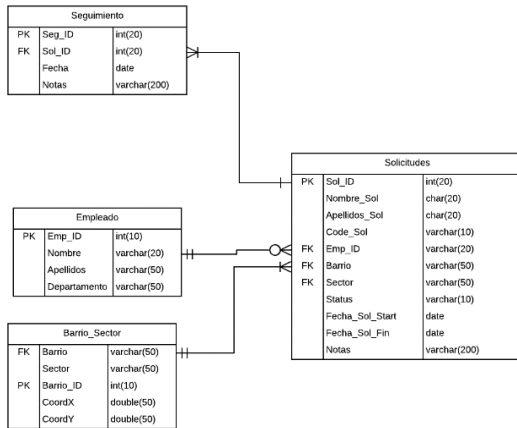 Seguimiento
PK Seg_ID int(20)
FK Sol_ID int(20)
Fecha date
Notas varchar(200)
Solicitudes
PK Sol_ID int(20)
Nombre_Sol char(20)
Apellidos_Sol char(20)
Code_Sol varchar(10)
FK Emp_ID varchar(20)
FK Barrio varchar(50)
FK Sector varchar(50)
Status varchar(10)
Fecha_Sol_Start date
Fecha_Sol_Fin date
Notas varchar(200)
Empleado
PK Emp_ID int(10)
Nombre varchar(20)
Apellidos varchar(50)
Departamento varchar(50)
Barrio_Sector
FK Barrio varchar(50)
Sector varchar(50)
PK Barrio_ID int(10)
CoordX double(50)
CoordY double(50)